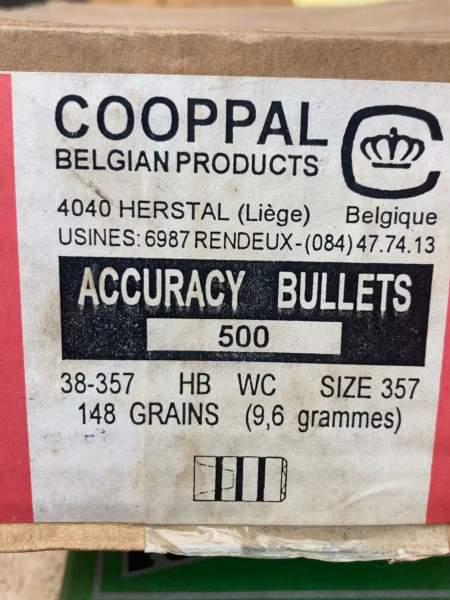 COOPPAL
BELGIAN PRODUCTS
4040 HERSTAL (Liège) Belgique
USINES: 6987 RENDEUX-(084) 47.74.13
ACCURACY BULLETS
500
38-357 HB WC SIZE 357
148 GRAINS (9,6 grammes)